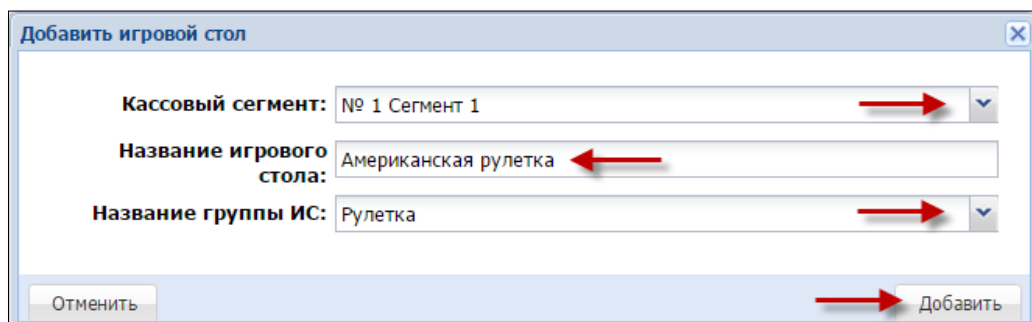 Добавить игровой стол
Кассовый сегмент: № 1 Сегмент 1
Название игрового
стола: Американская рулетка
Название группы ИС: Рулетка
Отменить Добавить